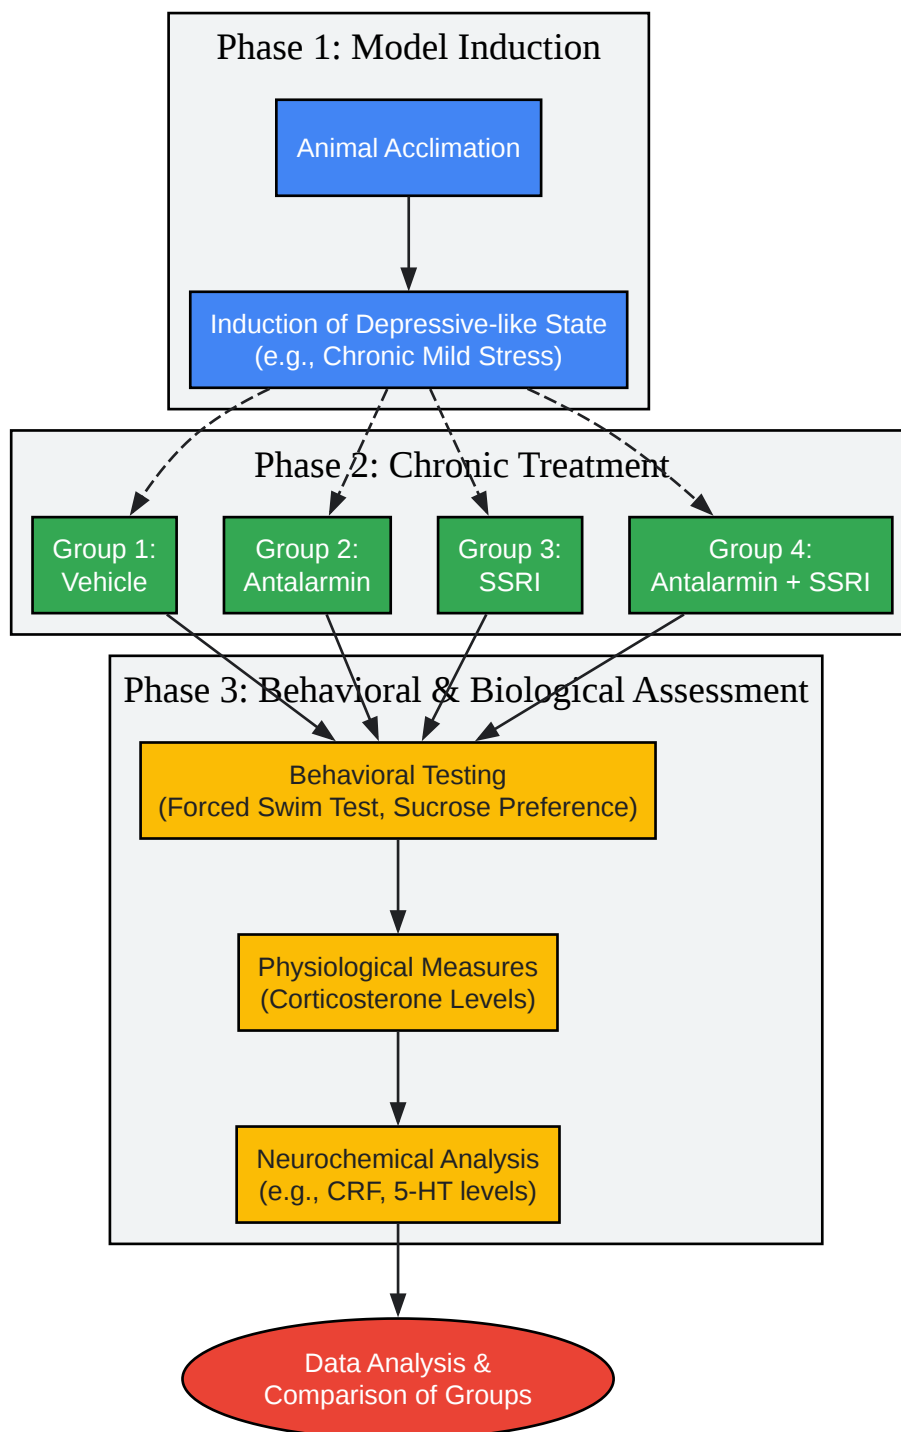 Phase 1: Model Induction
Animal Acclimation
Induction of Depressive-like State
(e.g., Chronic Mild Stress)
Phase 2: Chronic Treatment
Group 1:
Vehicle
Group 2:
Antalarmin
Group 3:
SSRI
Group 4:
Antalarmin + SSRI
Phase 3: Behavioral & Biological Assessment
Behavioral Testing
(Forced Swim Test, Sucrose Preference)
Physiological Measures
(Corticosterone Levels)
Neurochemical Analysis
(e.g., CRF, 5-HT levels)
Data Analysis &
Comparison of Groups